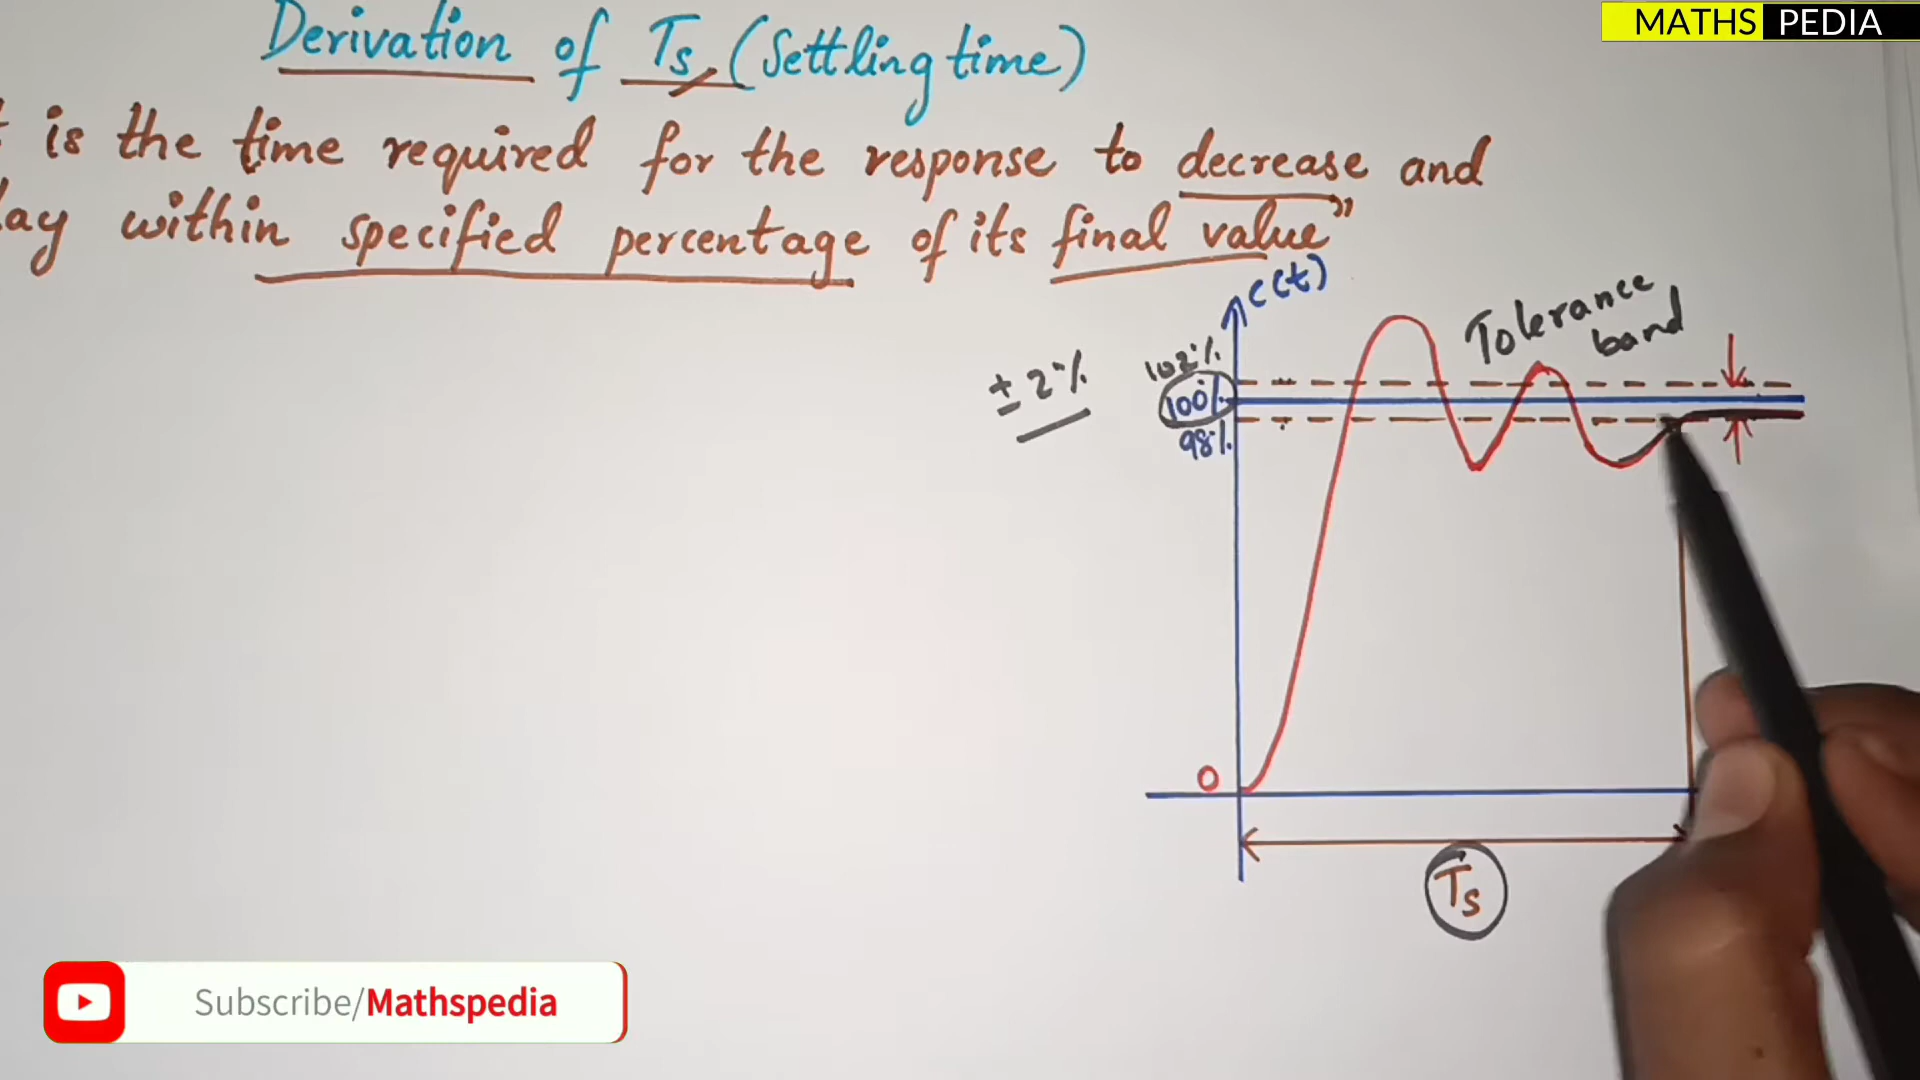 MATHS PEDIA
Derivation of Ts (Settling time)
is the time required for the response to decrease and
within specified percentage of its final value"
c(t)
Tolerance
band
± 2%
102%
100%
98%
0
Ts
Subscribe/Mathspedia